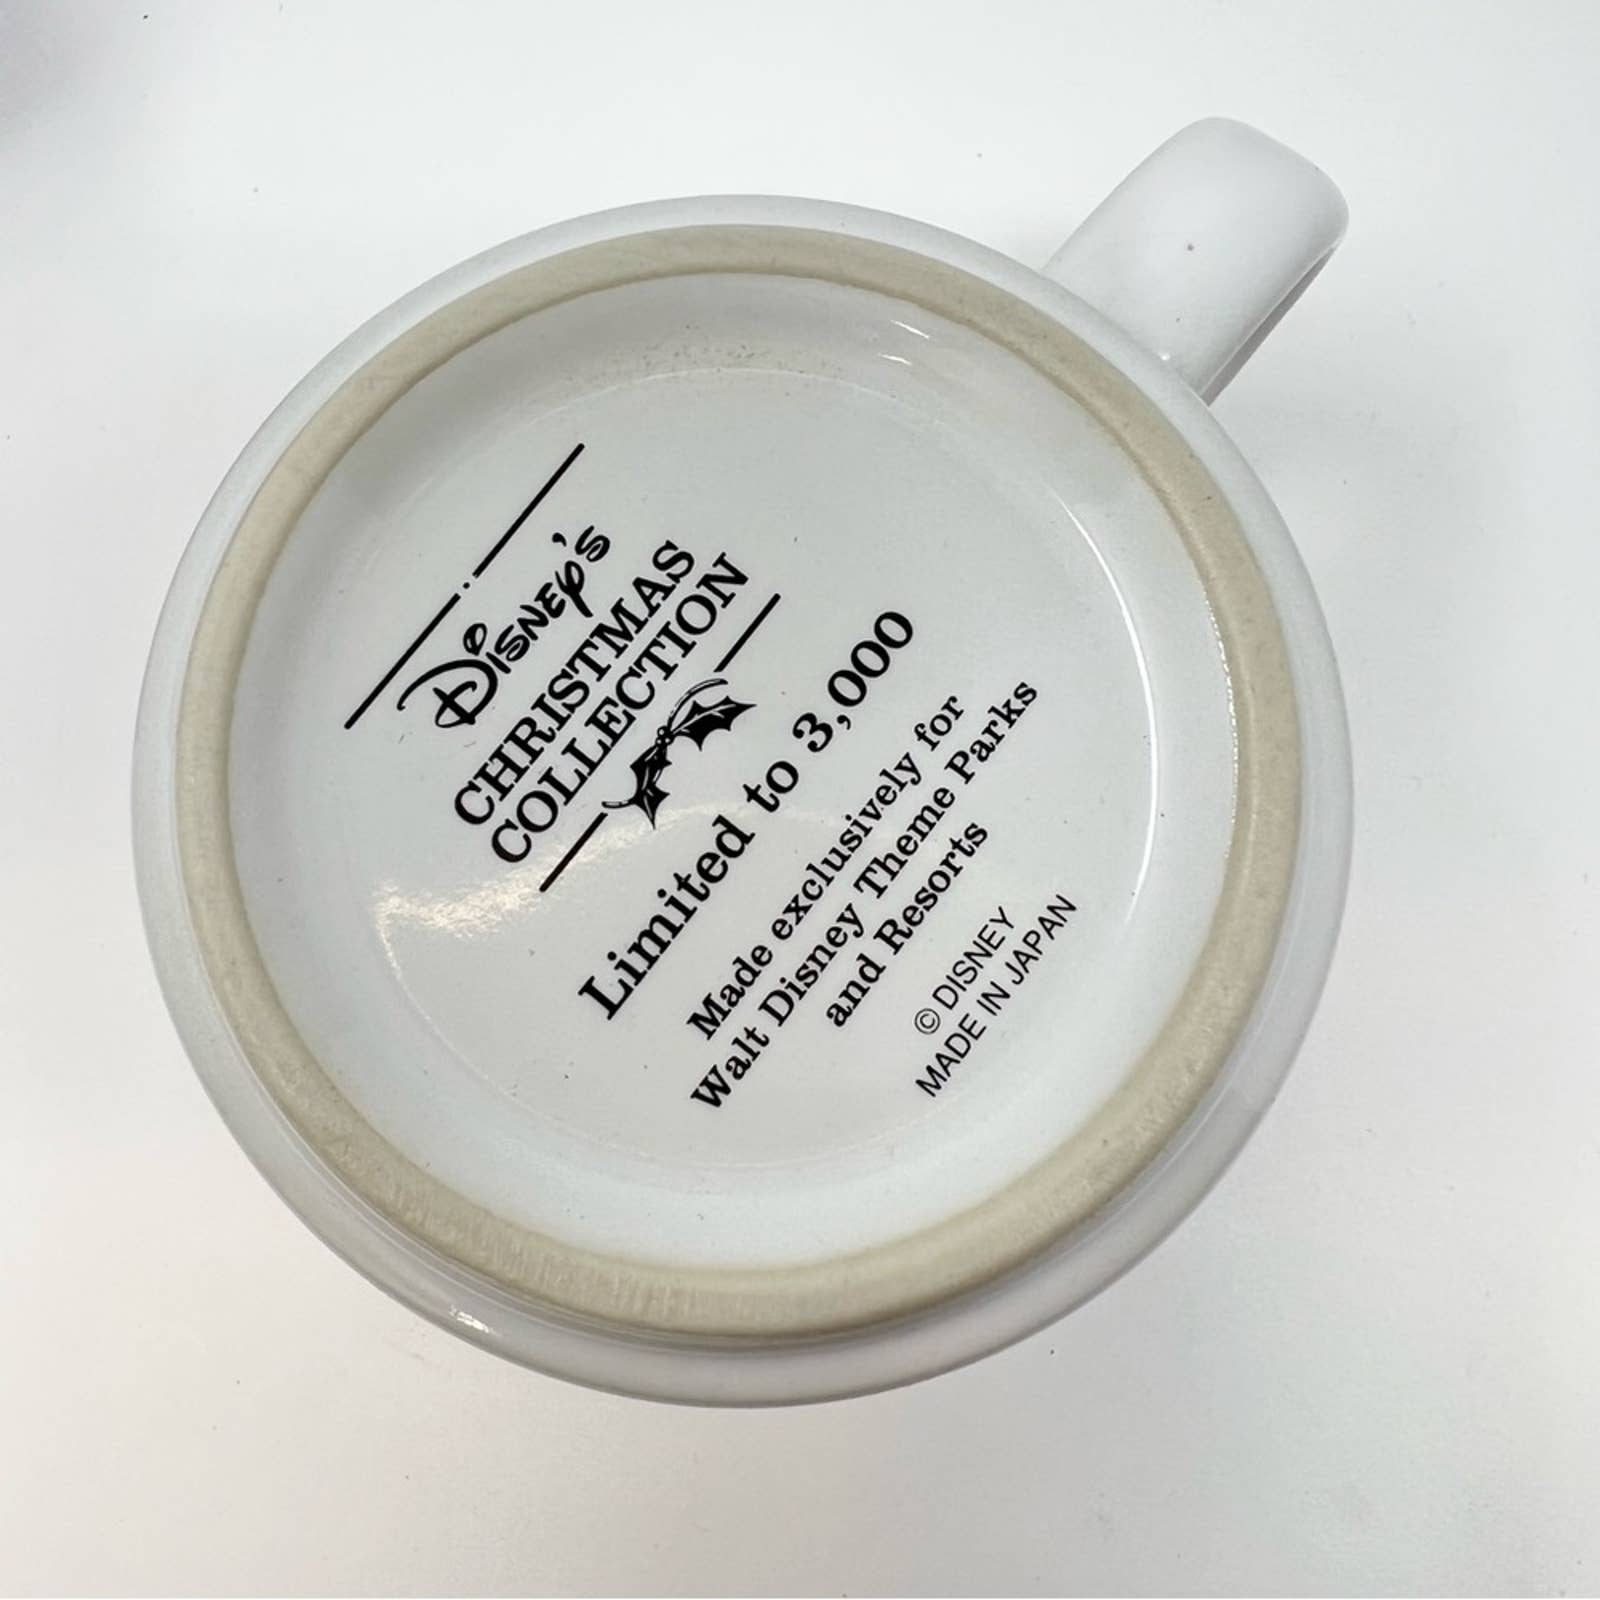 Disney's
CHRISTMAS
COLLECTION
Limited to 3,000
Made exclusively for
Walt Disney Theme Parks
and Resorts
© DISNEY
MADE IN JAPAN